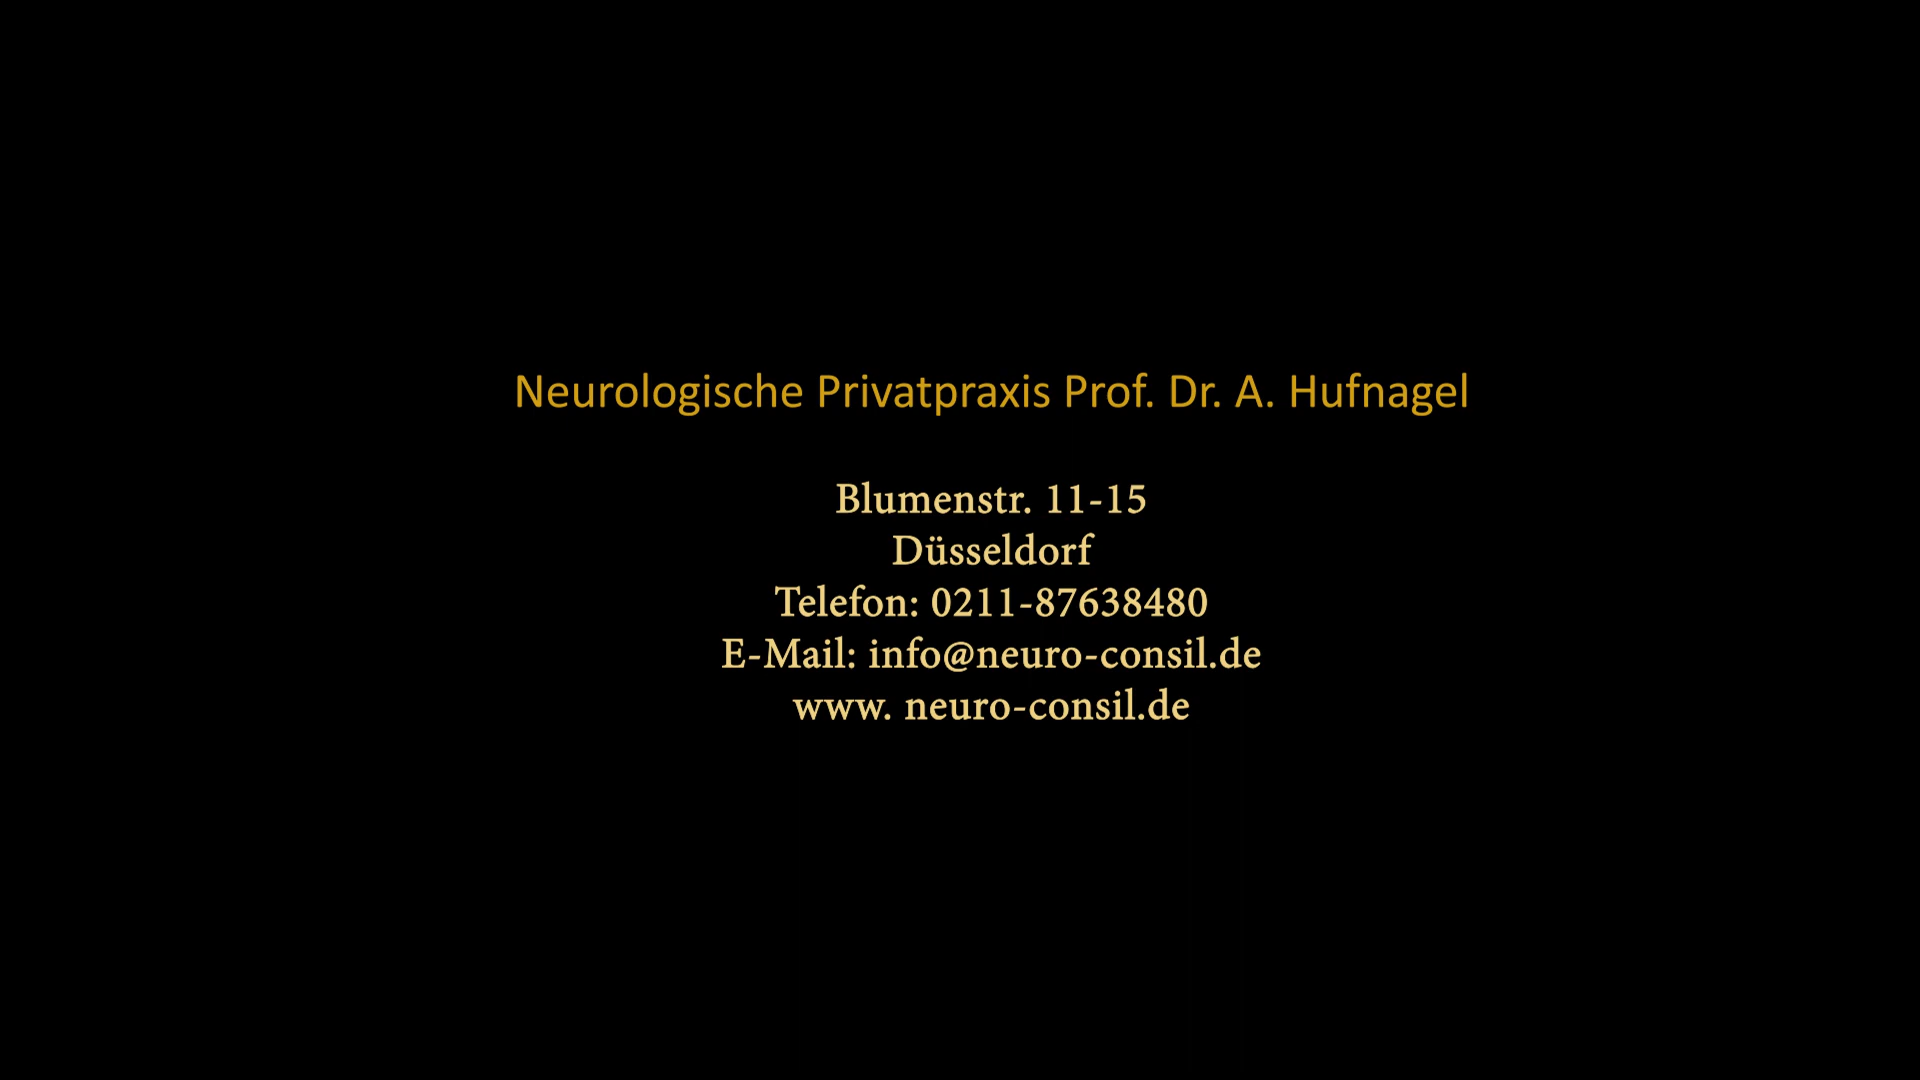 Neurologische Privatpraxis Prof. Dr. A. Hufnagel
Blumenstr. 11-15
Düsseldorf
Telefon: 0211-87638480
E-Mail: info@neuro-consil.de
www. neuro-consil.de